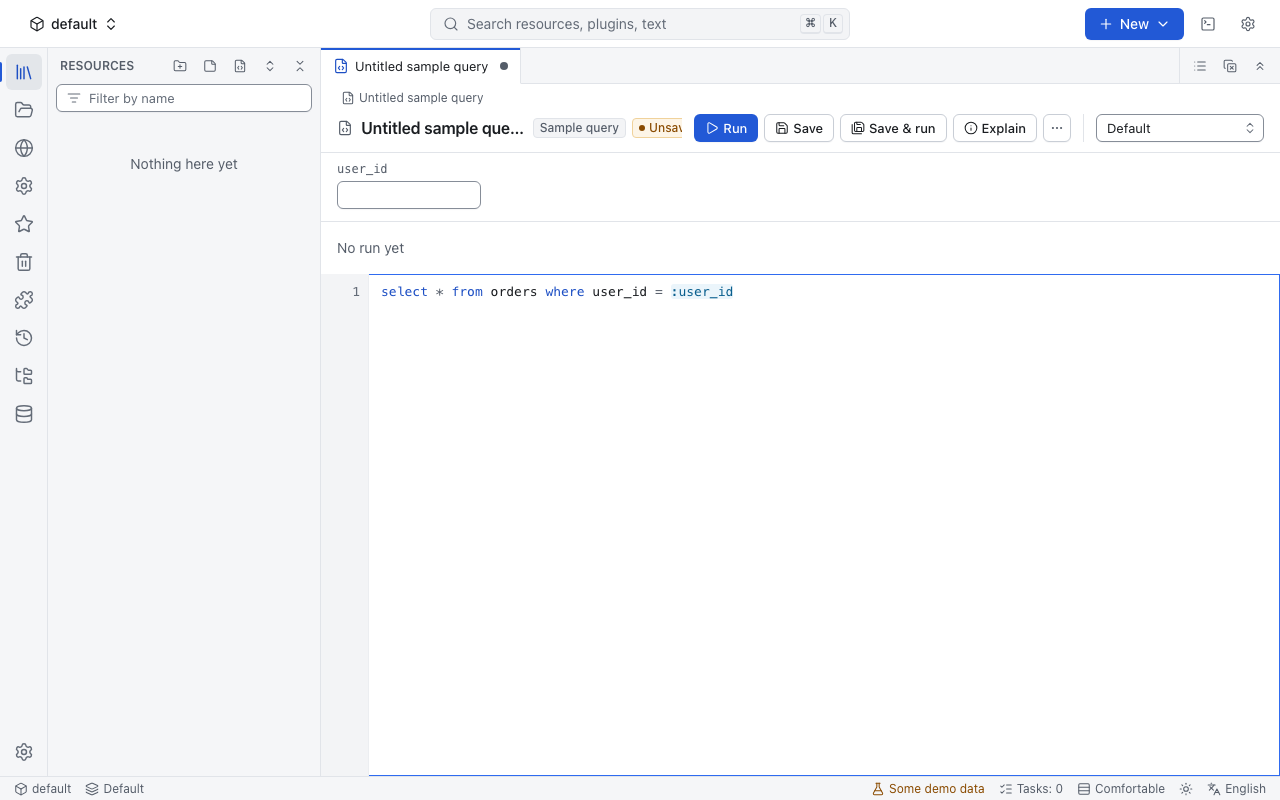 default
Search resources, plugins, text
⌘ K
New
RESOURCES
Filter by name
Nothing here yet
Untitled sample query
Untitled sample query
Untitled sample que...
Sample query
Unsav
Run
Save
Save & run
Explain
Default
user_id
No run yet
1 select * from orders where user_id = :user_id
default
Default
Some demo data
Tasks: 0
Comfortable
English